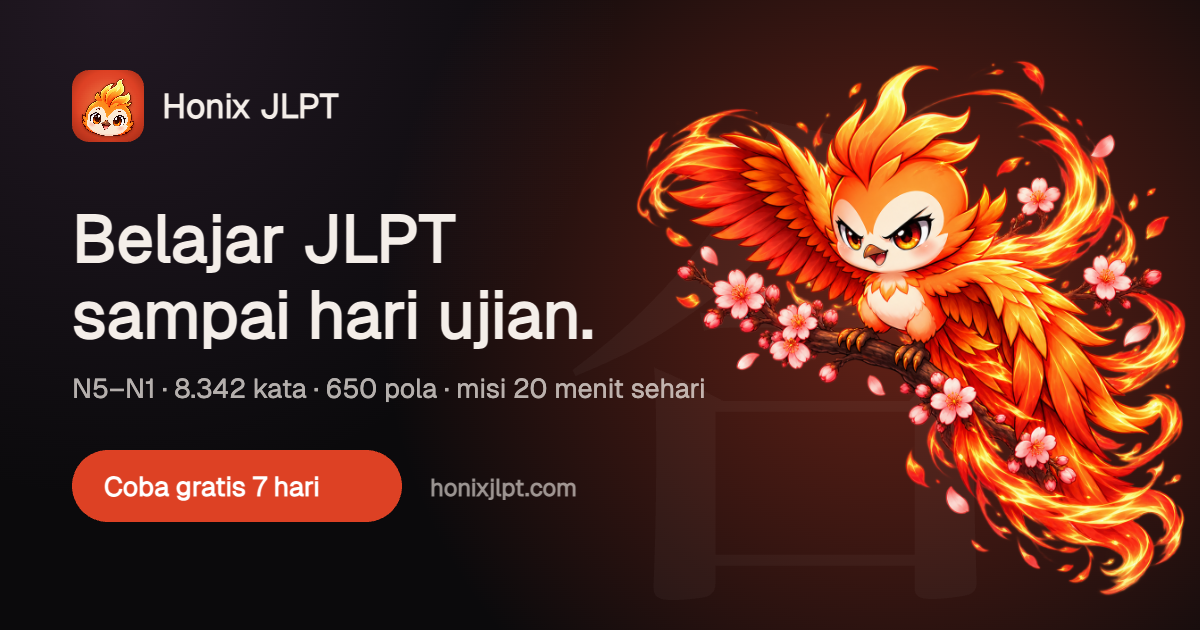 Honix JLPT
Belajar JLPT
sampai hari ujian.
N5–N1 · 8.342 kata · 650 pola · misi 20 menit sehari
Coba gratis 7 hari
honixjlpt.com